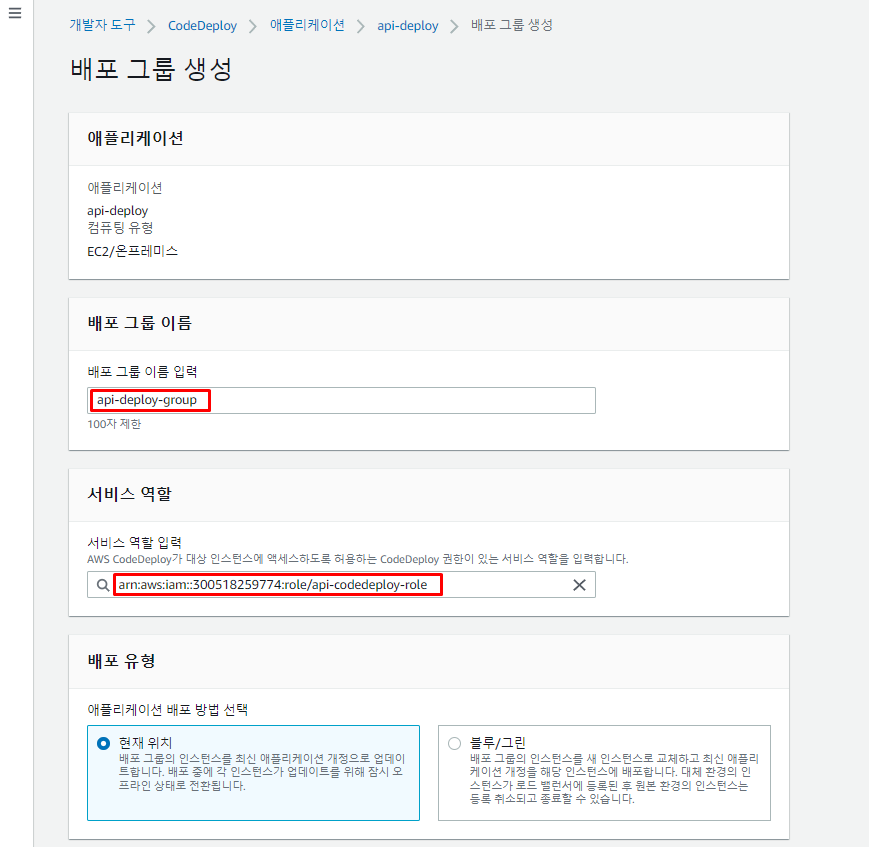 개발자 도구 > CodeDeploy > 애플리케이션 > api-deploy > 배포 그룹 생성
배포 그룹 생성
애플리케이션
애플리케이션
api-deploy
컴퓨팅 유형
EC2/온프레미스
배포 그룹 이름
배포 그룹 이름 입력
api-deploy-group
100자 제한
서비스 역할
서비스 역할 입력
AWS CodeDeploy가 대상 인스턴스에 액세스하도록 허용하는 CodeDeploy 권한이 있는 서비스 역할을 입력합니다.
arn:aws:iam::300518259774:role/api-codedeploy-role
배포 유형
애플리케이션 배포 방법 선택
현재 위치
배포 그룹의 인스턴스를 최신 애플리케이션 개정으로 업데이
트합니다. 배포 중에 각 인스턴스가 업데이트를 위해 잠시 오
프라인 상태로 전환됩니다.
블루/그린
배포 그룹의 인스턴스를 새 인스턴스로 교체하고 최신 애플리
케이션 개정을 해당 인스턴스에 배포합니다. 대체 환경의 인
스턴스가 로드 밸런서에 등록된 후 원본 환경의 인스턴스는
등록 취소되고 종료할 수 있습니다.